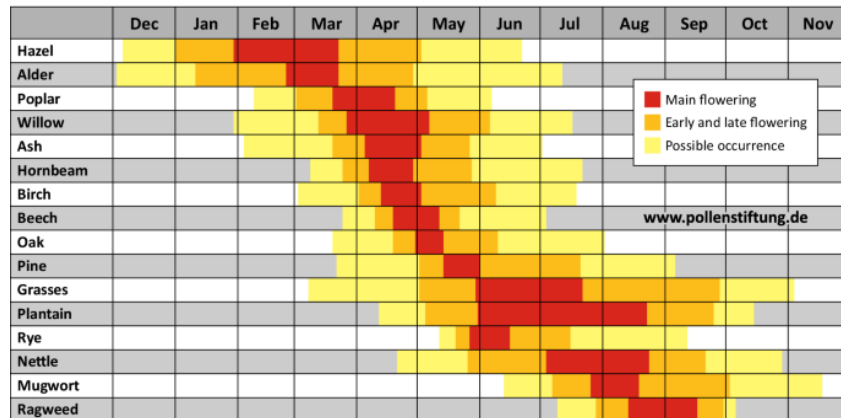 Dec Jan Feb Mar Apr May Jun Jul Aug Sep Oct Nov
Hazel
Alder
Poplar
Willow
Ash
Hornbeam
Birch
Beech
Oak
Pine
Grasses
Plantain
Rye
Nettle
Mugwort
Ragweed
Main flowering
Early and late flowering
Possible occurrence
www.pollenstiftung.de